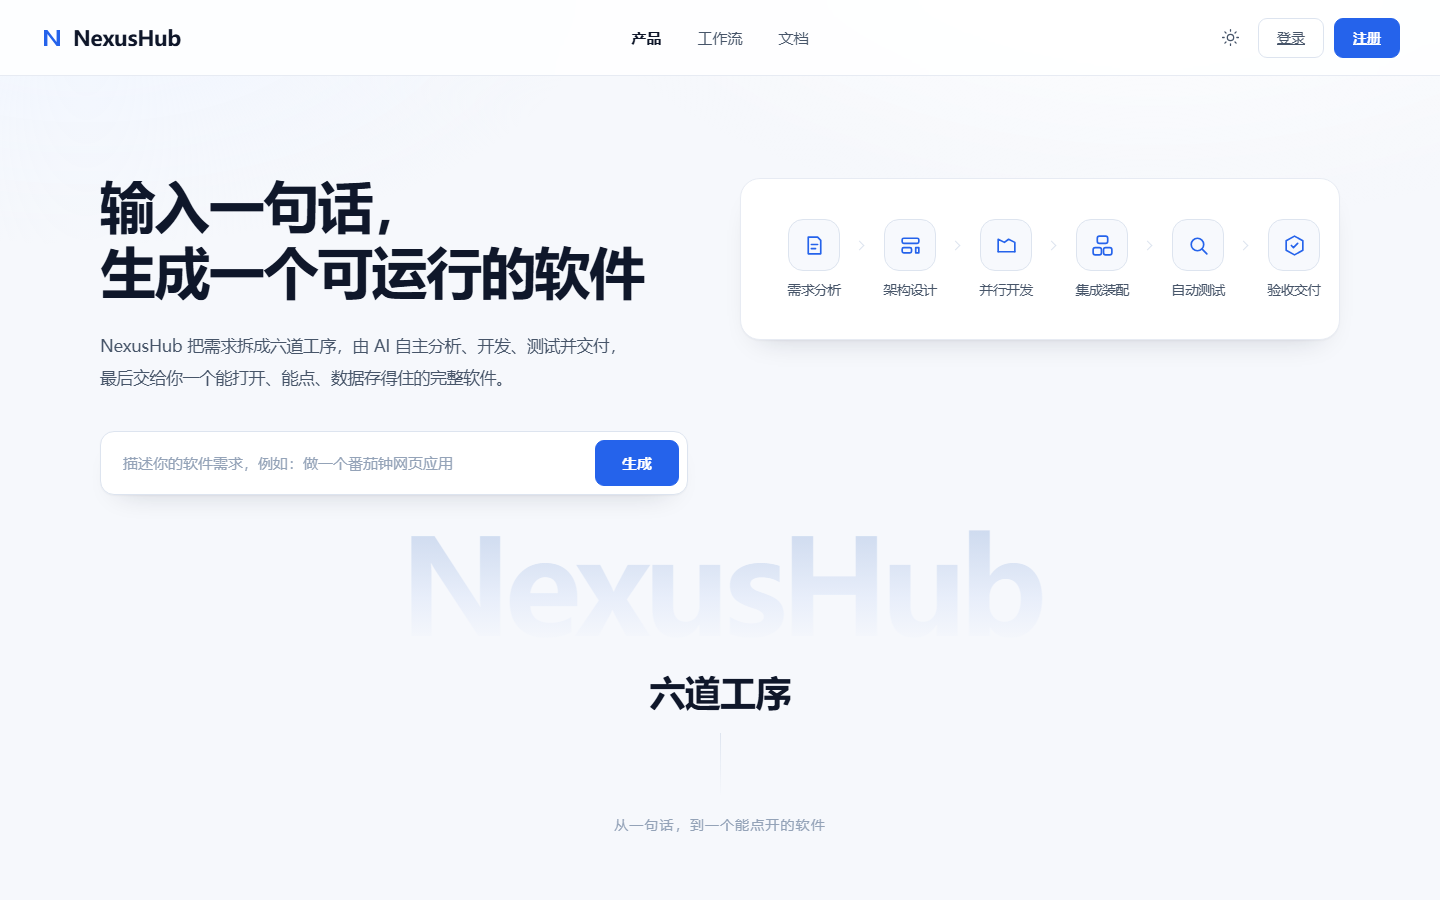 N NexusHub
产品 工作流 文档
登录 注册
输入一句话，
生成一个可运行的软件
NexusHub 把需求拆成六道工序，由 AI 自主分析、开发、测试并交付，
最后交给你一个能打开、能点、数据存得住的完整软件。
描述你的软件需求，例如：做一个番茄钟网页应用 生成
需求分析 架构设计 并行开发 集成装配 自动测试 验收交付
NexusHub
六道工序
从一句话，到一个能点开的软件